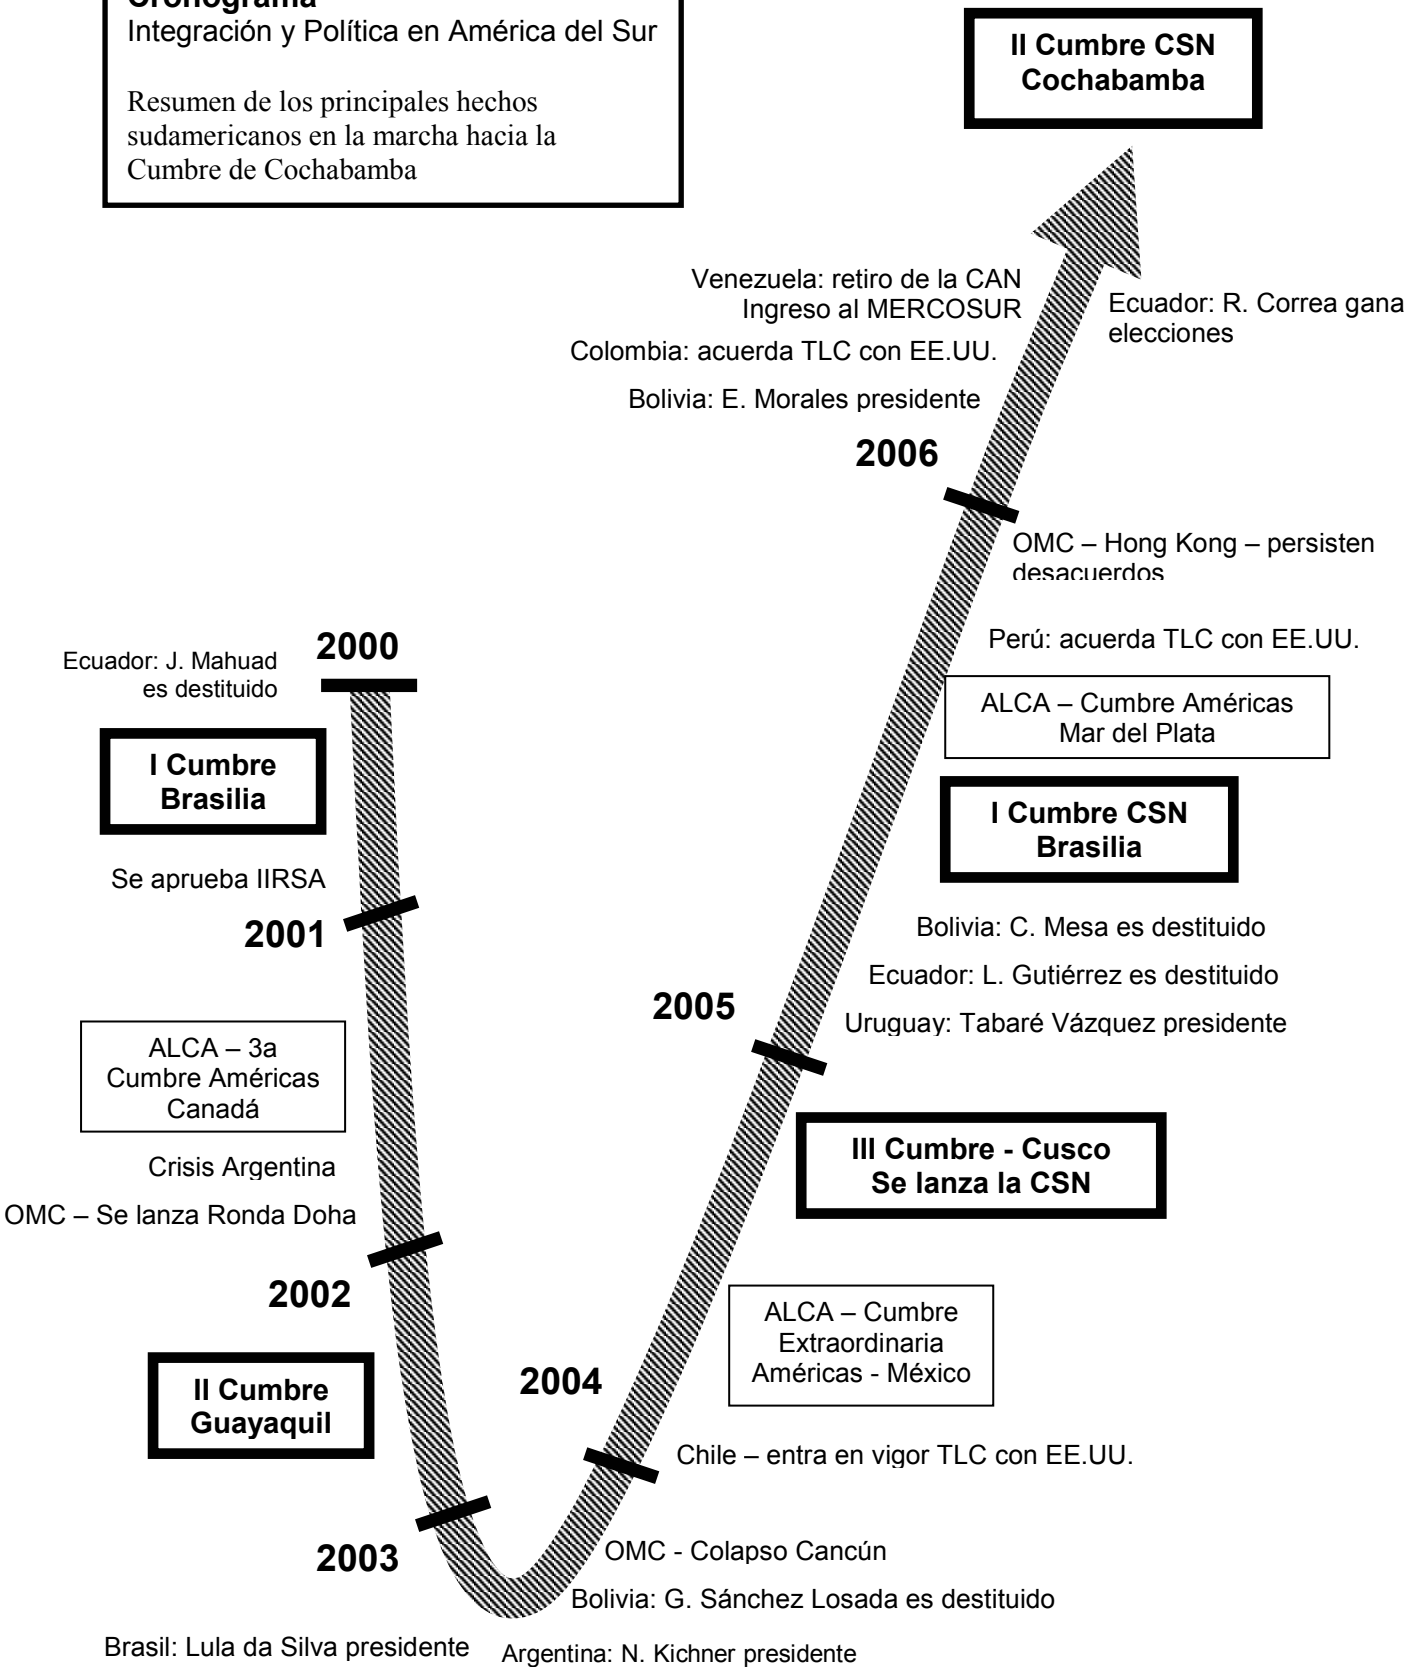 Cronograma
Integración y Política en América del Sur
Resumen de los principales hechos
sudamericanos en la marcha hacia la
Cumbre de Cochabamba
II Cumbre CSN
Cochabamba
Venezuela: retiro de la CAN
Ingreso al MERCOSUR
Ecuador: R. Correa gana
elecciones
Colombia: acuerda TLC con EE.UU.
Bolivia: E. Morales presidente
2006
OMC – Hong Kong – persisten
desacuerdos
Perú: acuerda TLC con EE.UU.
ALCA – Cumbre Américas
Mar del Plata
I Cumbre CSN
Brasilia
Bolivia: C. Mesa es destituido
Ecuador: L. Gutiérrez es destituido
Uruguay: Tabaré Vázquez presidente
2005
III Cumbre - Cusco
Se lanza la CSN
ALCA – Cumbre
Extraordinaria
Américas - México
2004
Chile – entra en vigor TLC con EE.UU.
OMC - Colapso Cancún
Bolivia: G. Sánchez Losada es destituido
Argentina: N. Kichner presidente
2000
Ecuador: J. Mahuad
es destituido
I Cumbre
Brasilia
Se aprueba IIRSA
2001
ALCA – 3a
Cumbre Américas
Canadá
Crisis Argentina
OMC – Se lanza Ronda Doha
2002
II Cumbre
Guayaquil
2003
Brasil: Lula da Silva presidente